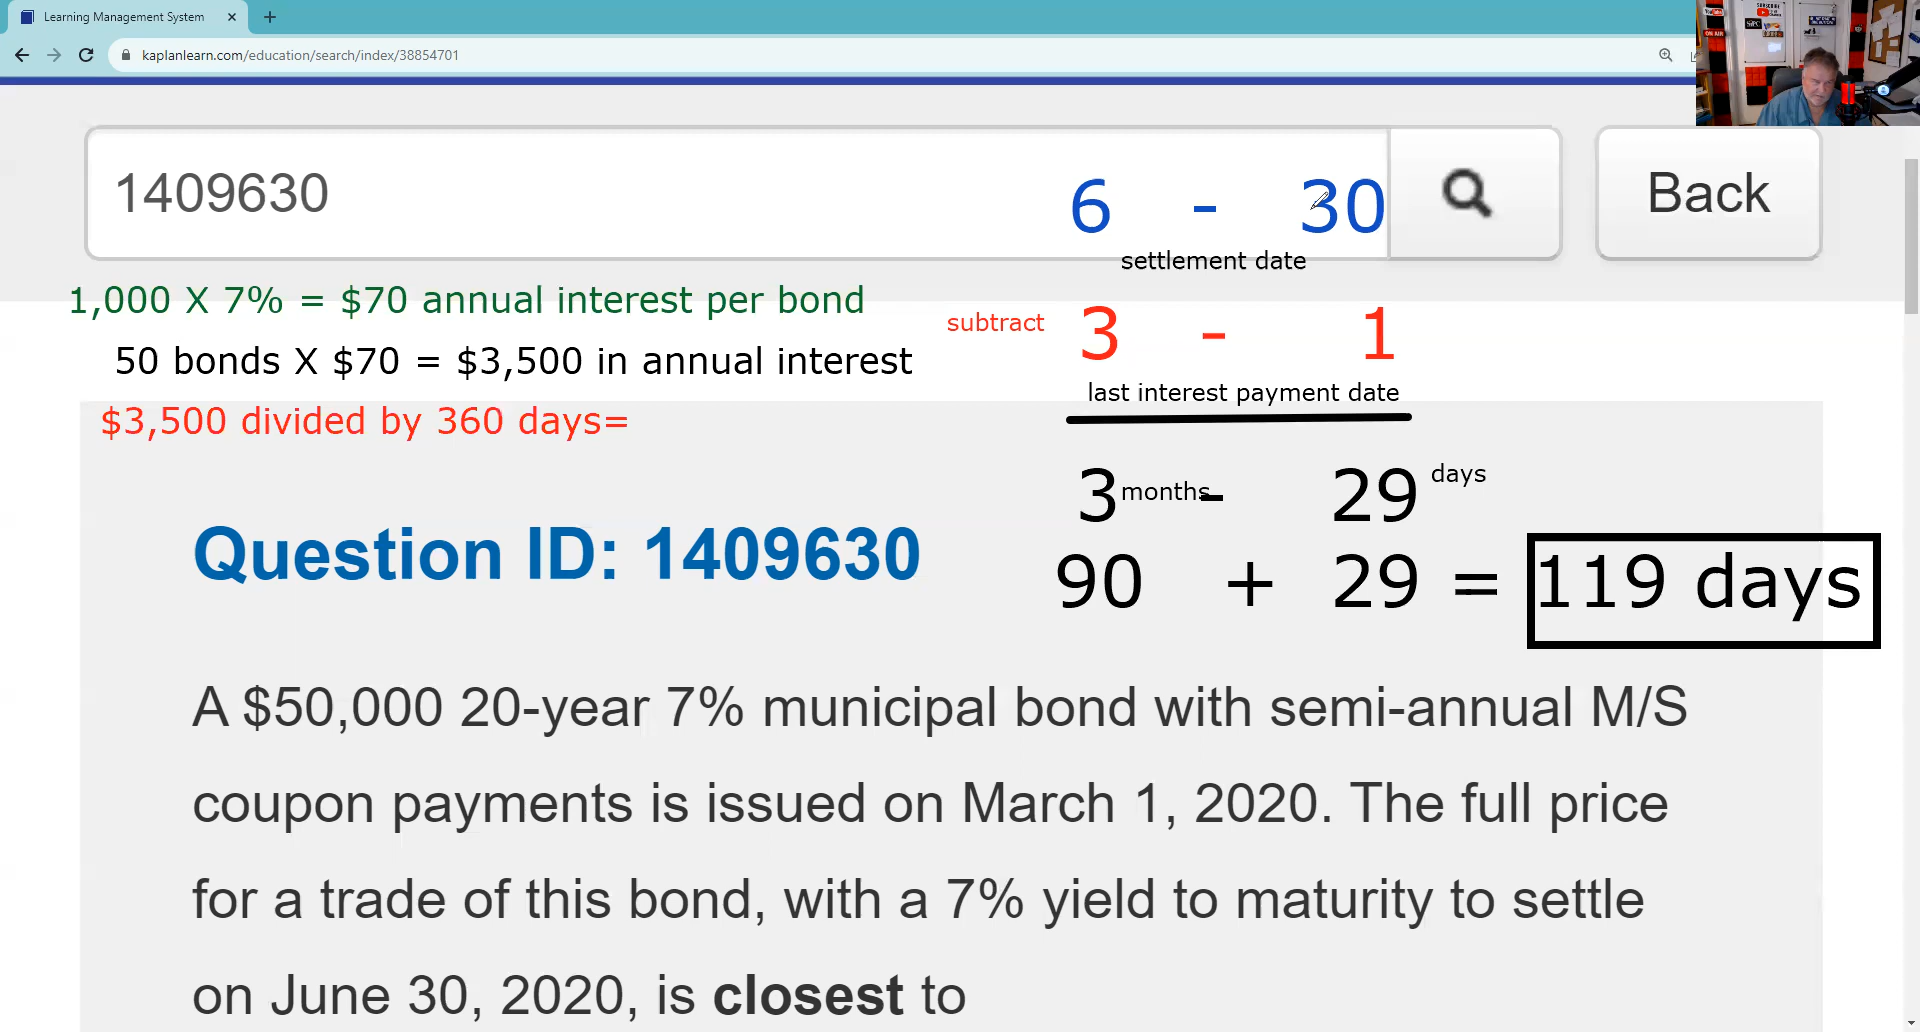 Learning Management System
kaplanlearn.com/education/search/index/38854701
1409630
Back
6 - 30
settlement date
1,000 X 7% = $70 annual interest per bond
subtract 3 - 1
50 bonds X $70 = $3,500 in annual interest
last interest payment date
$3,500 divided by 360 days=
3 months - 29 days
Question ID: 1409630
90 + 29 = 119 days
A $50,000 20-year 7% municipal bond with semi-annual M/S
coupon payments is issued on March 1, 2020. The full price
for a trade of this bond, with a 7% yield to maturity to settle
on June 30, 2020, is closest to